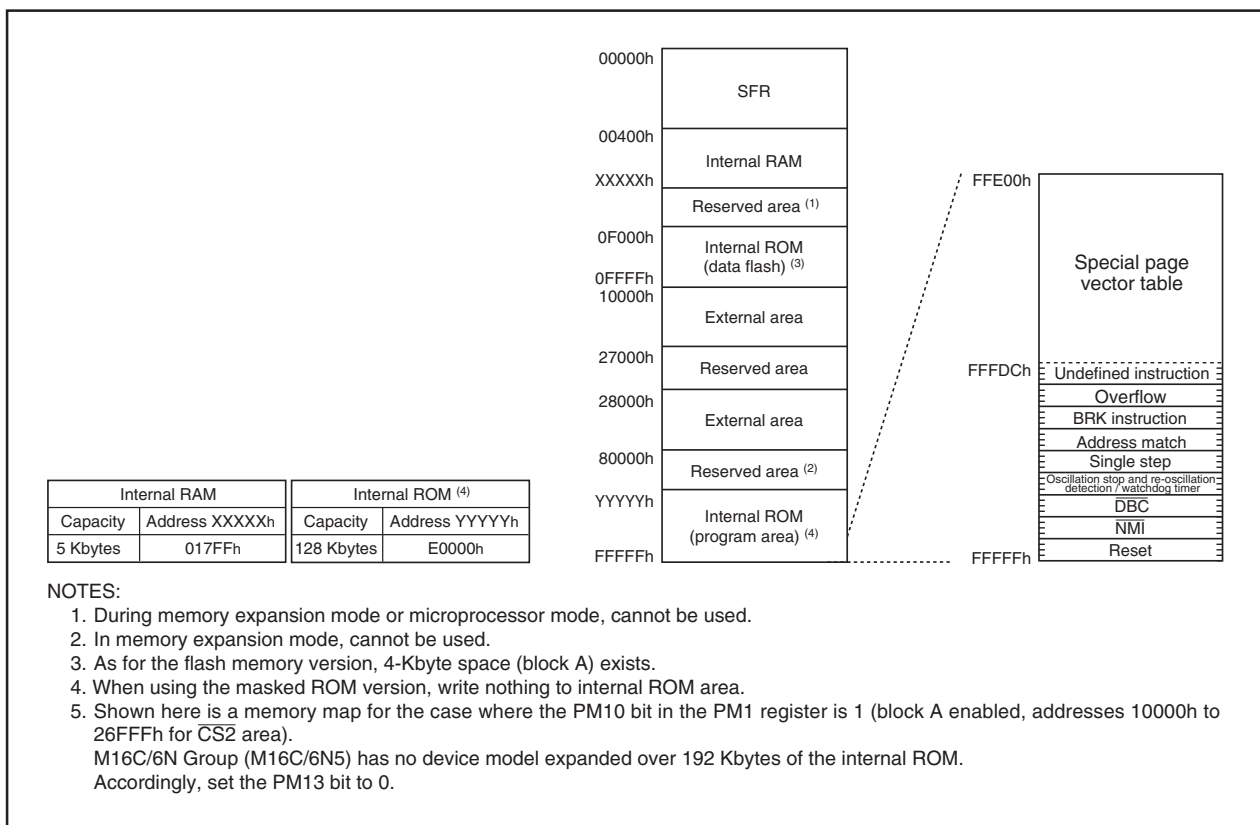 00000h
SFR
00400h
Internal RAM
XXXXXh
Reserved area (1)
0F000h
Internal ROM
(data flash) (3)
0FFFFh
10000h
External area
27000h
Reserved area
28000h
External area
80000h
Reserved area (2)
YYYYYh
Internal ROM
(program area) (4)
FFFFFh
FFE00h
Special page
vector table
FFFDCh
Undefined instruction
Overflow
BRK instruction
Address match
Single step
Oscillation stop and re-oscillation
detection / watchdog timer
DBC
NMI
Reset
FFFFFh
Internal RAM
Capacity Address XXXXXh
5 Kbytes 017FFh
Internal ROM (4)
Capacity Address YYYYYh
128 Kbytes E0000h
NOTES:
1. During memory expansion mode or microprocessor mode, cannot be used.
2. In memory expansion mode, cannot be used.
3. As for the flash memory version, 4-Kbyte space (block A) exists.
4. When using the masked ROM version, write nothing to internal ROM area.
5. Shown here is a memory map for the case where the PM10 bit in the PM1 register is 1 (block A enabled, addresses 10000h to
26FFFh for CS2 area).
M16C/6N Group (M16C/6N5) has no device model expanded over 192 Kbytes of the internal ROM.
Accordingly, set the PM13 bit to 0.